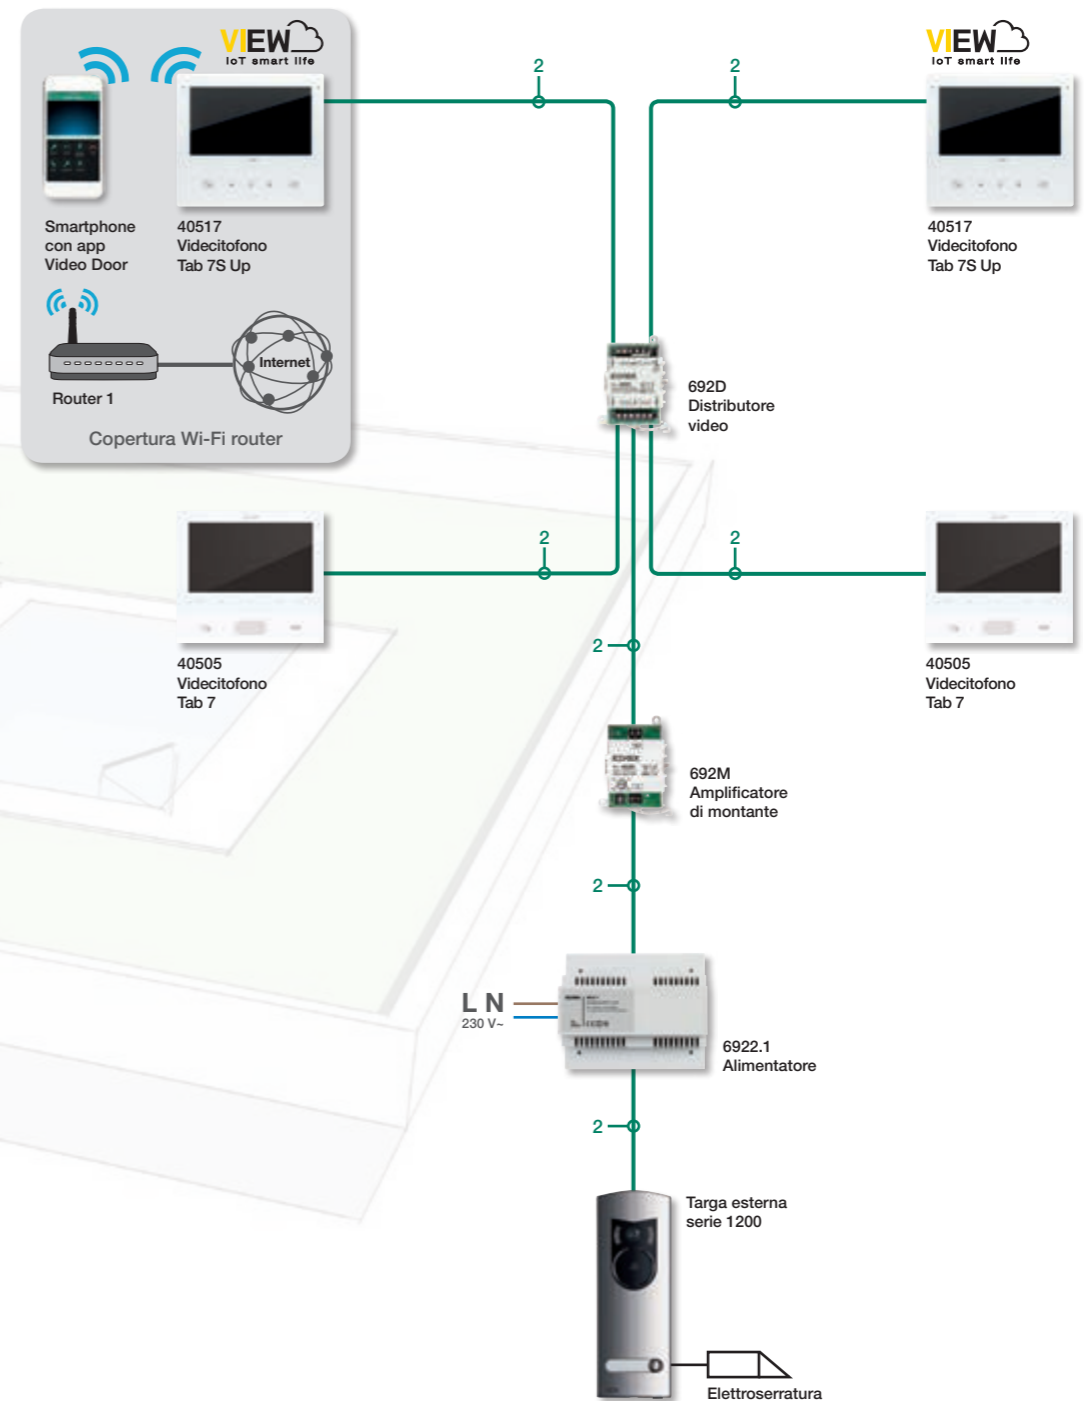 VIEW
IoT smart life
VIEW
IoT smart life
2
2
Smartphone
con app
Video Door
40517
Videcitofono
Tab 7S Up
40517
Videcitofono
Tab 7S Up
Internet
Router 1
Copertura Wi-Fi router
692D
Distributore
video
2
2
2
40505
Videcitofono
Tab 7
40505
Videcitofono
Tab 7
692M
Amplificatore
di montante
2
L N
230 V~
6922.1
Alimentatore
2
Targa esterna
serie 1200
Elettroserratura